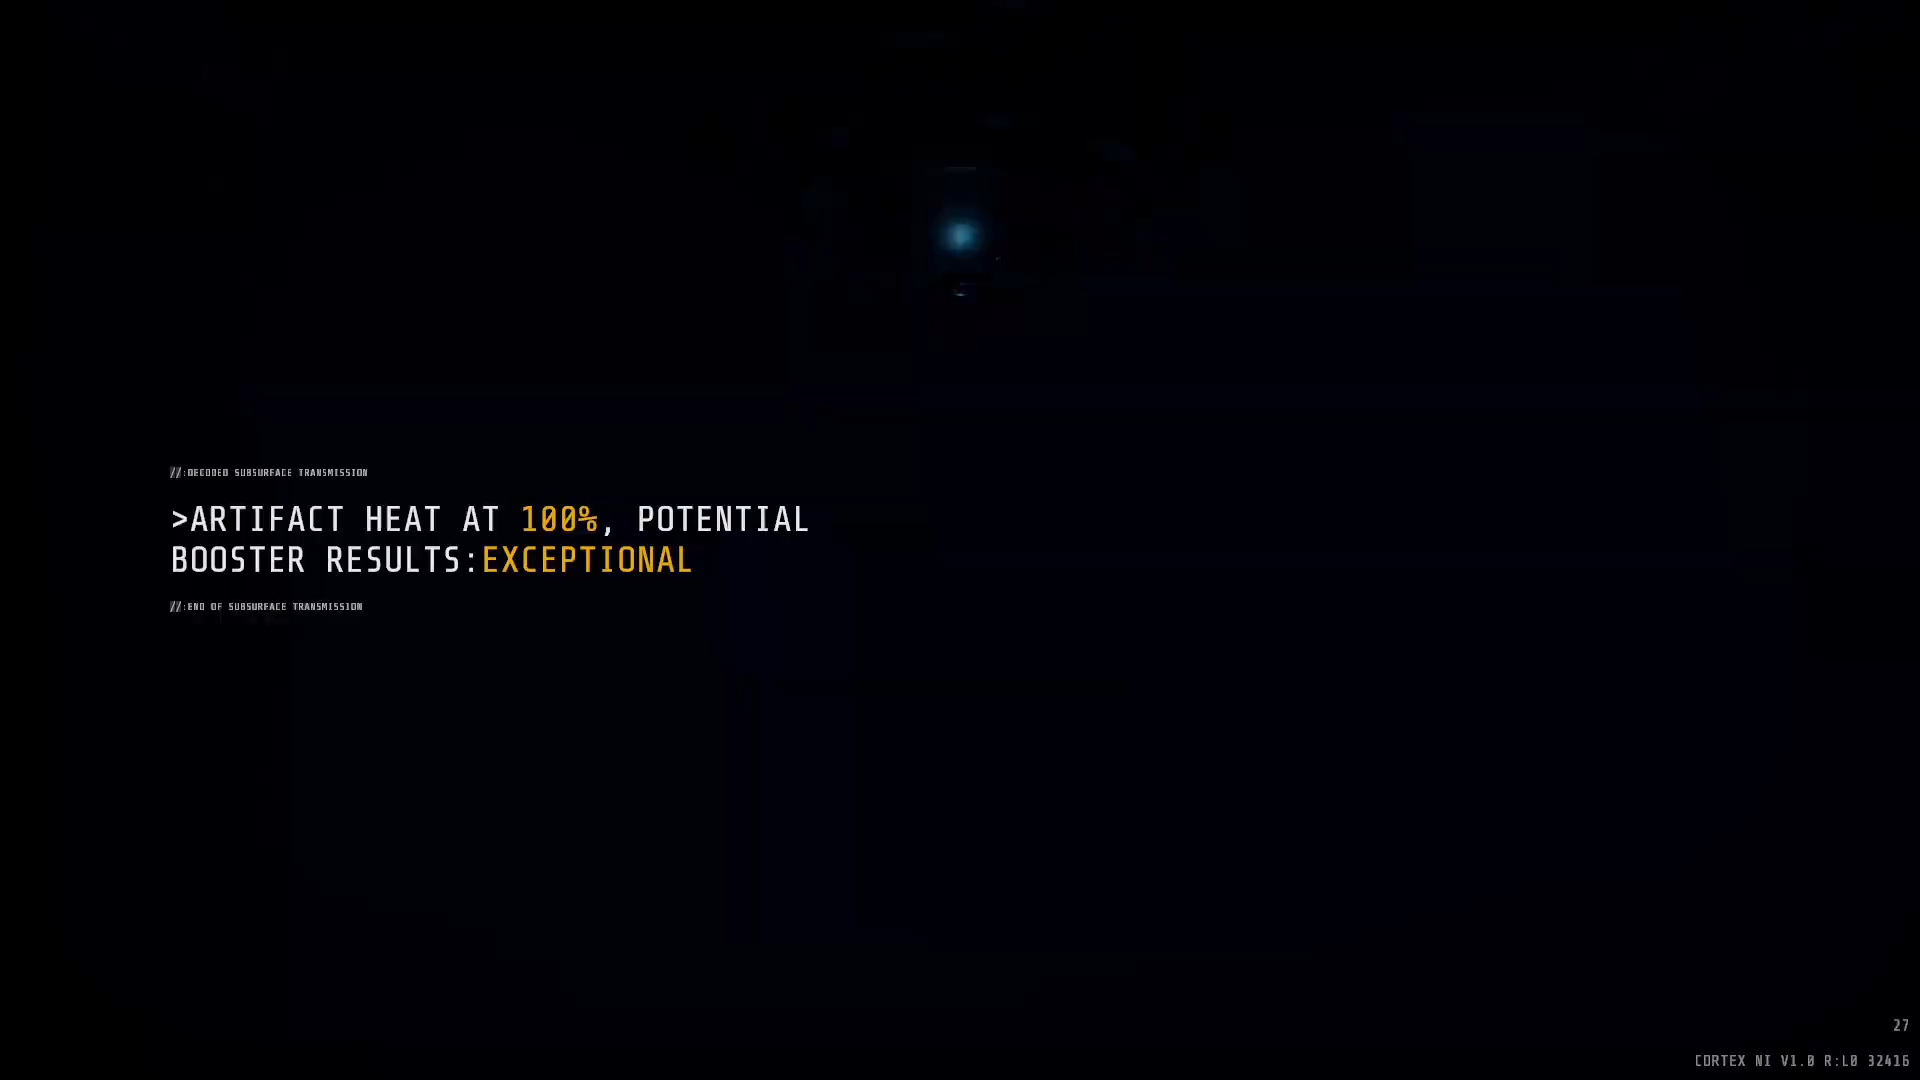 //:DECODED SUBSURFACE TRANSMISSION
>ARTIFACT HEAT AT 100%, POTENTIAL
BOOSTER RESULTS:EXCEPTIONAL
//:END OF SUBSURFACE TRANSMISSION
27
CORTEX NI V1.0 R:L0 32416